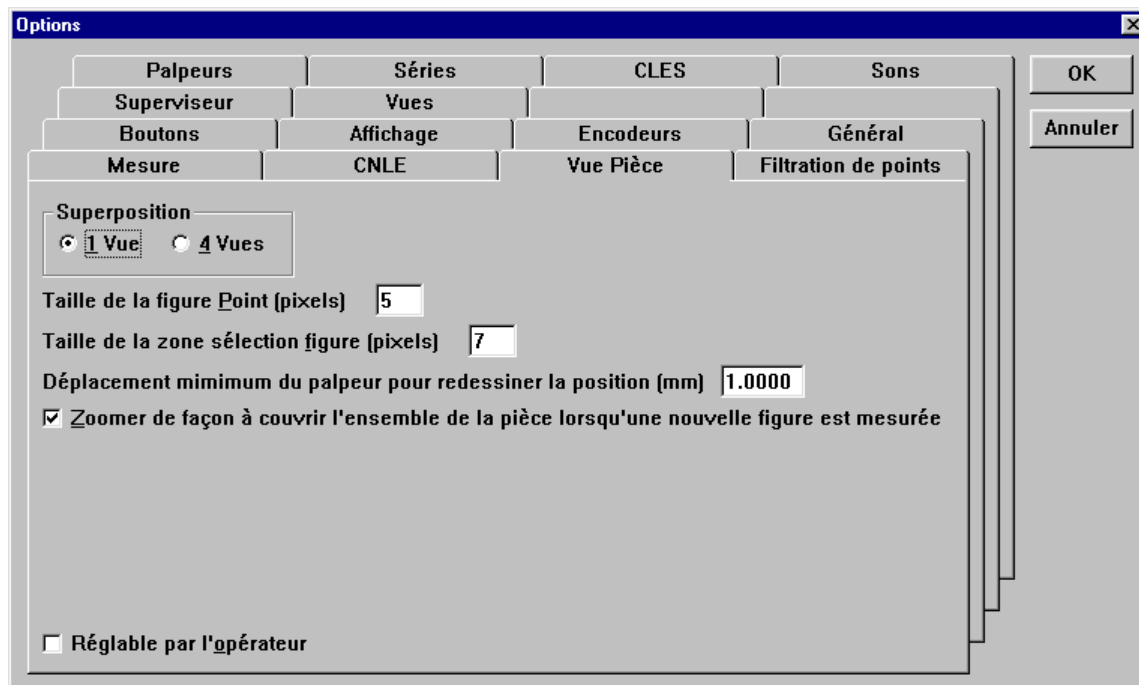 Options
Palpeurs Séries CLES Sons
OK
Superviseur Vues
Boutons Affichage Encodeurs Général
Annuler
Mesure CNLE Vue Pièce Filtration de points
Superposition
1 Vue 4 Vues
Taille de la figure Point (pixels) 5
Taille de la zone sélection figure (pixels) 7
Déplacement mimimum du palpeur pour redessiner la position (mm) 1.0000
Zoomer de façon à couvrir l'ensemble de la pièce lorsqu'une nouvelle figure est mesurée
Réglable par l'opérateur